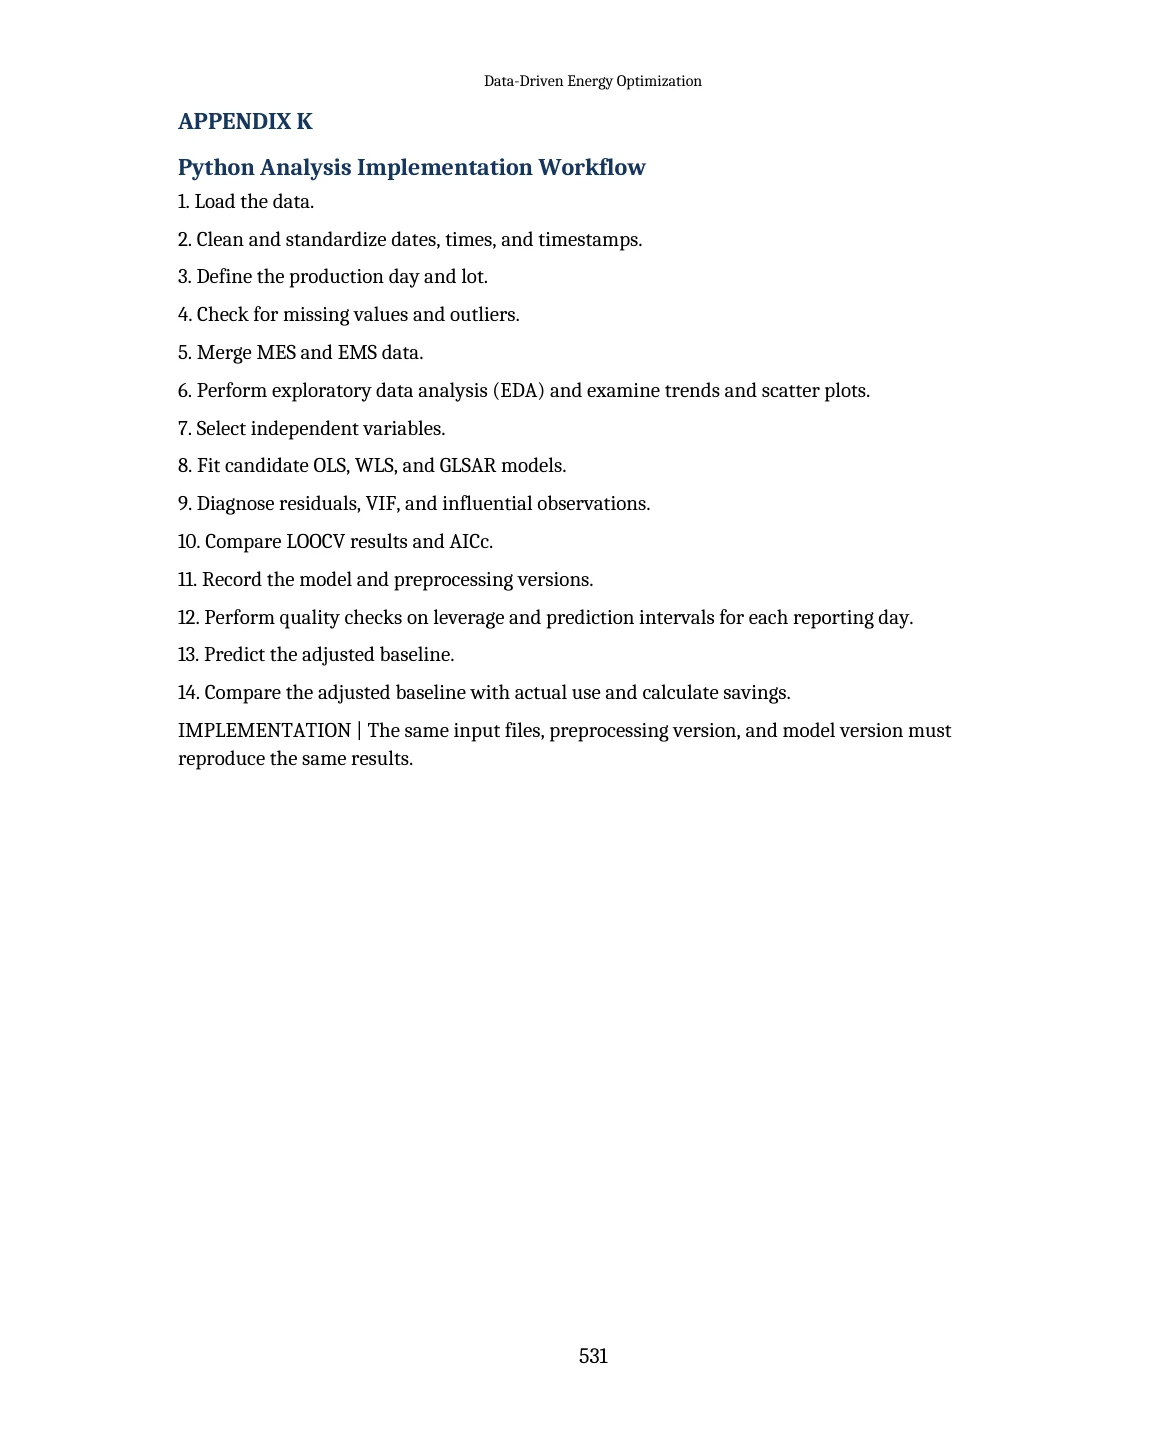 Data-Driven Energy Optimization
APPENDIX K
Python Analysis Implementation Workflow
1. Load the data.
2. Clean and standardize dates, times, and timestamps.
3. Define the production day and lot.
4. Check for missing values and outliers.
5. Merge MES and EMS data.
6. Perform exploratory data analysis (EDA) and examine trends and scatter plots.
7. Select independent variables.
8. Fit candidate OLS, WLS, and GLSAR models.
9. Diagnose residuals, VIF, and influential observations.
10. Compare LOOCV results and AICc.
11. Record the model and preprocessing versions.
12. Perform quality checks on leverage and prediction intervals for each reporting day.
13. Predict the adjusted baseline.
14. Compare the adjusted baseline with actual use and calculate savings.
IMPLEMENTATION | The same input files, preprocessing version, and model version must
reproduce the same results.
531